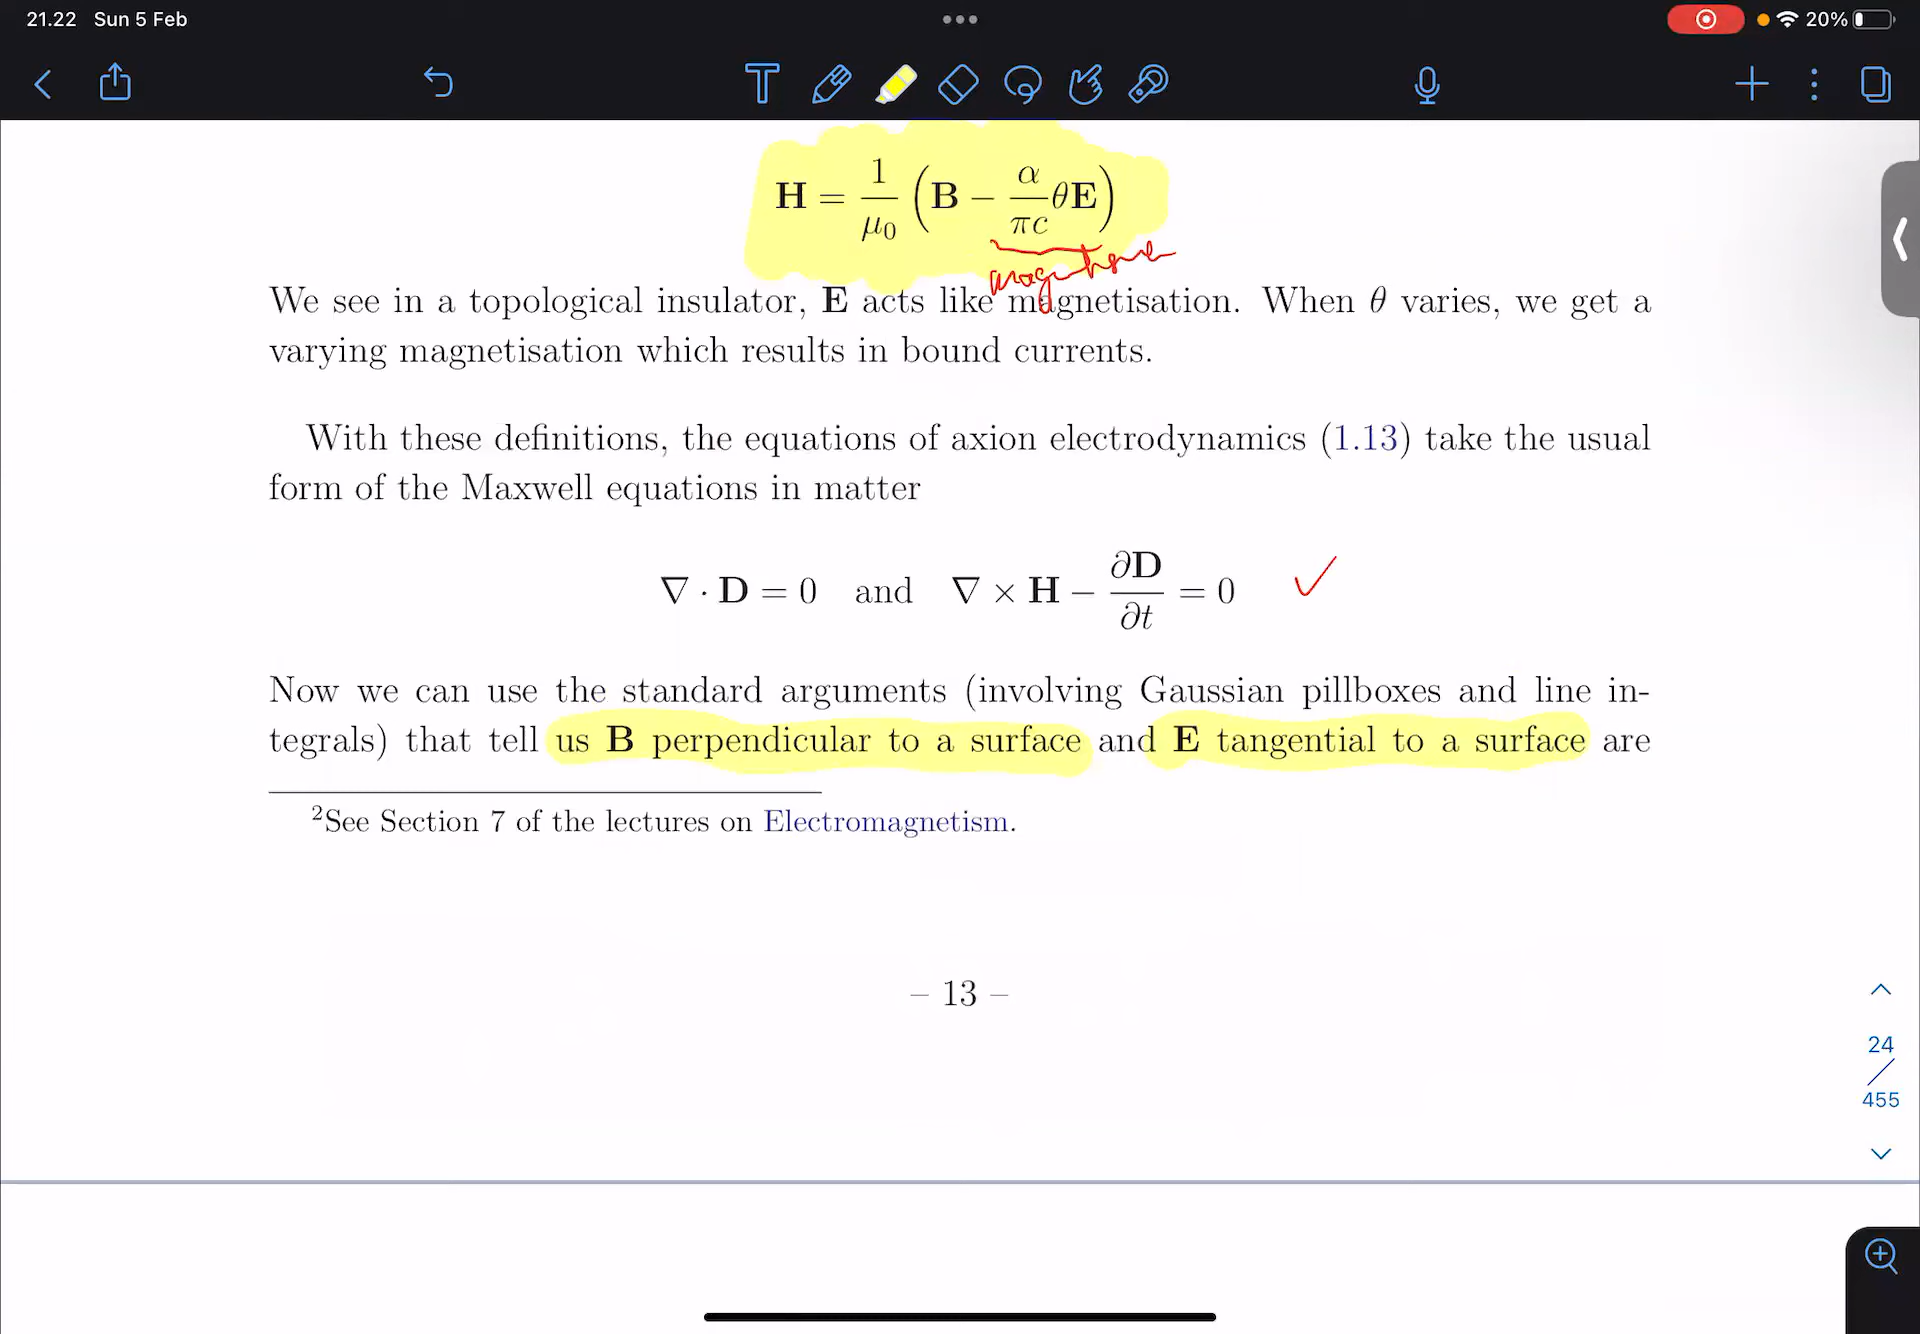 21.22 Sun 5 Feb
20%
H = \frac{1}{μ₀} (B − \frac{α}{πc} θE)
We see in a topological insulator, E acts like magnetisation. When θ varies, we get a
varying magnetisation which results in bound currents.
With these definitions, the equations of axion electrodynamics (1.13) take the usual
form of the Maxwell equations in matter
∇ · D = 0 and ∇ × H − \frac{∂D}{∂t} = 0
Now we can use the standard arguments (involving Gaussian pillboxes and line in-
tegrals) that tell us B perpendicular to a surface and E tangential to a surface are
²See Section 7 of the lectures on Electromagnetism.
– 13 –
24
/
455